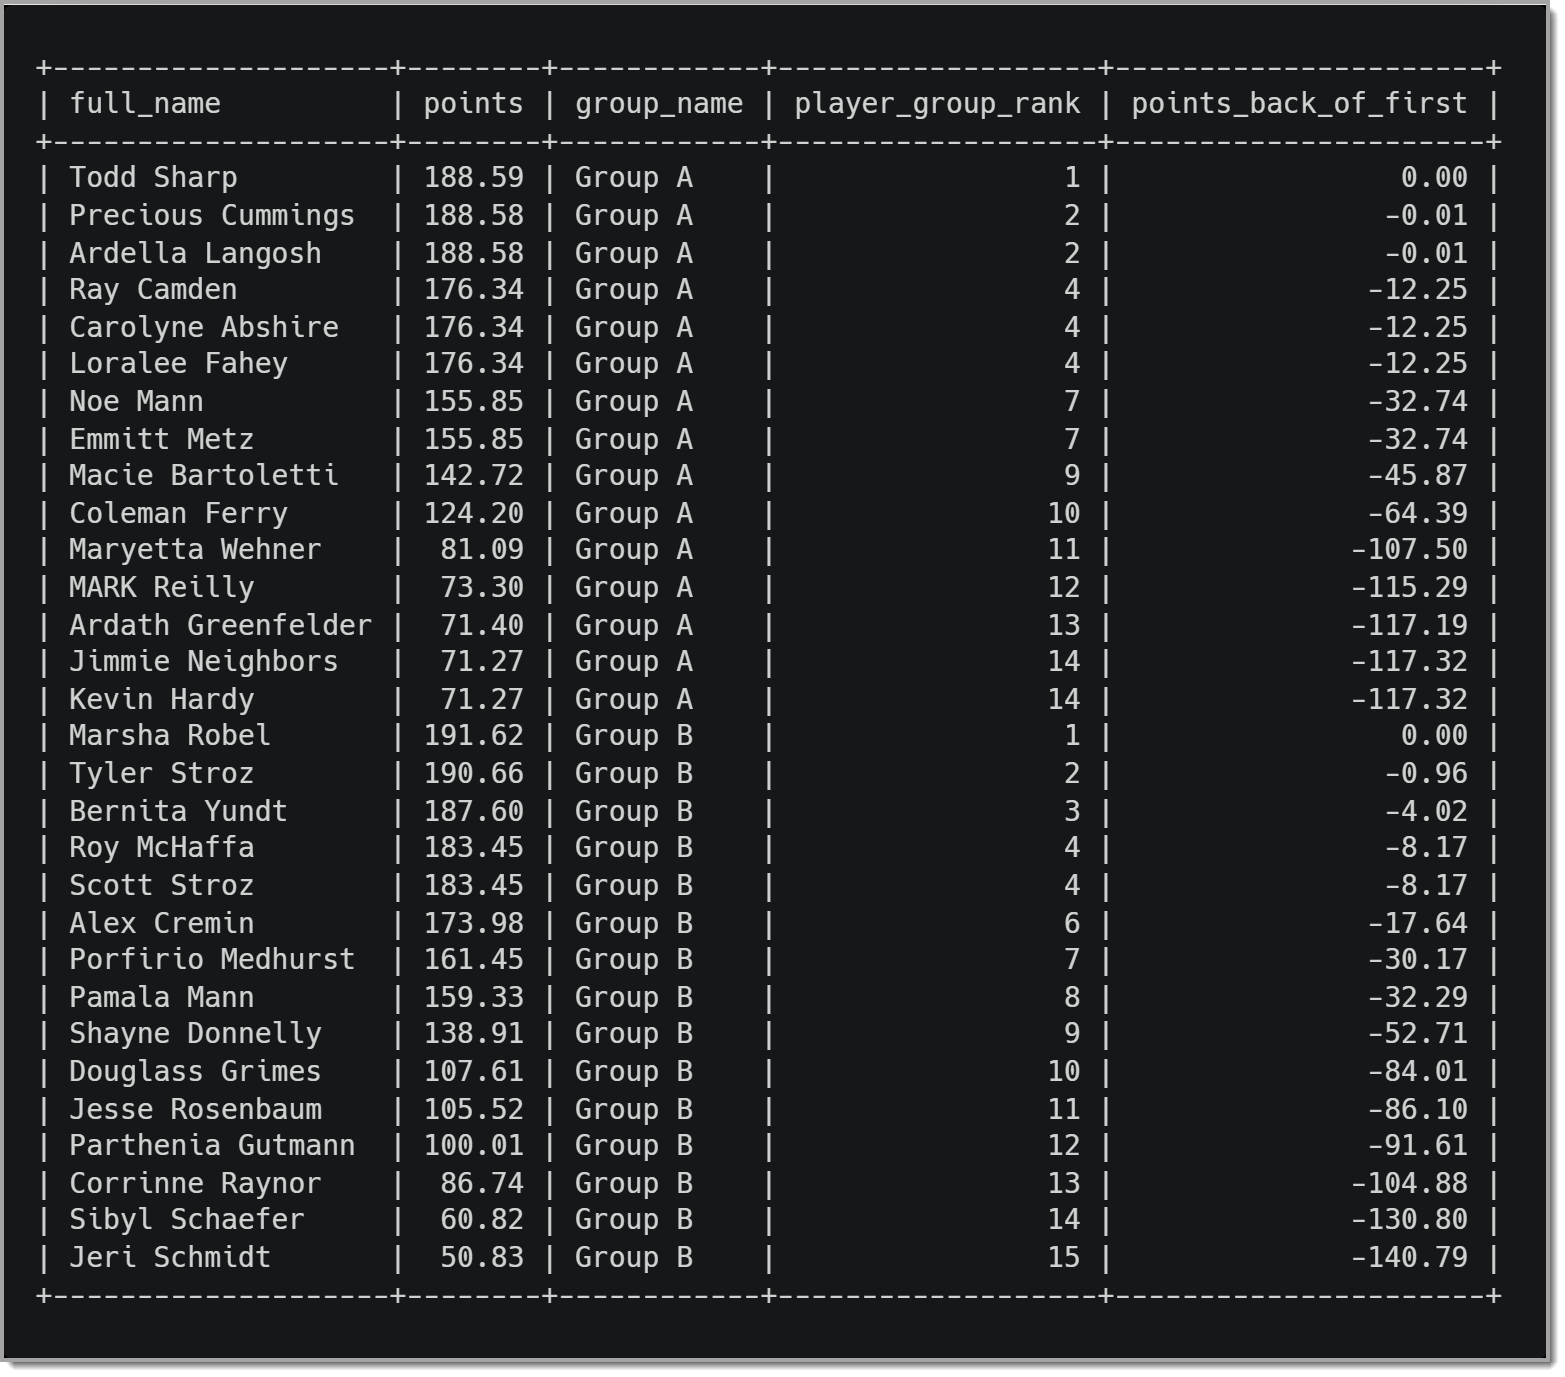 +-------------------+--------+------------+-------------------+----------------------+
| full_name         | points | group_name | player_group_rank | points_back_of_first |
+-------------------+--------+------------+-------------------+----------------------+
| Todd Sharp         | 188.59 | Group A    |                 1 |                 0.00 |
| Precious Cummings  | 188.58 | Group A    |                 2 |                -0.01 |
| Ardella Langosh    | 188.58 | Group A    |                 2 |                -0.01 |
| Ray Camden         | 176.34 | Group A    |                 4 |               -12.25 |
| Carolyne Abshire   | 176.34 | Group A    |                 4 |               -12.25 |
| Loralee Fahey      | 176.34 | Group A    |                 4 |               -12.25 |
| Noe Mann           | 155.85 | Group A    |                 7 |               -32.74 |
| Emmitt Metz        | 155.85 | Group A    |                 7 |               -32.74 |
| Macie Bartoletti   | 142.72 | Group A    |                 9 |               -45.87 |
| Coleman Ferry      | 124.20 | Group A    |                10 |               -64.39 |
| Maryetta Wehner    |  81.09 | Group A    |                11 |              -107.50 |
| MARK Reilly        |  73.30 | Group A    |                12 |              -115.29 |
| Ardath Greenfelder |  71.40 | Group A    |                13 |              -117.19 |
| Jimmie Neighbors   |  71.27 | Group A    |                14 |              -117.32 |
| Kevin Hardy        |  71.27 | Group A    |                14 |              -117.32 |
| Marsha Robel       | 191.62 | Group B    |                 1 |                 0.00 |
| Tyler Stroz        | 190.66 | Group B    |                 2 |                -0.96 |
| Bernita Yundt      | 187.60 | Group B    |                 3 |                -4.02 |
| Roy McHaffa        | 183.45 | Group B    |                 4 |                -8.17 |
| Scott Stroz        | 183.45 | Group B    |                 4 |                -8.17 |
| Alex Cremin        | 173.98 | Group B    |                 6 |               -17.64 |
| Porfirio Medhurst  | 161.45 | Group B    |                 7 |               -30.17 |
| Pamala Mann        | 159.33 | Group B    |                 8 |               -32.29 |
| Shayne Donnelly    | 138.91 | Group B    |                 9 |               -52.71 |
| Douglass Grimes    | 107.61 | Group B    |                10 |               -84.01 |
| Jesse Rosenbaum    | 105.52 | Group B    |                11 |               -86.10 |
| Parthenia Gutmann  | 100.01 | Group B    |                12 |               -91.61 |
| Corrinne Raynor    |  86.74 | Group B    |                13 |              -104.88 |
| Sibyl Schaefer     |  60.82 | Group B    |                14 |              -130.80 |
| Jeri Schmidt       |  50.83 | Group B    |                15 |              -140.79 |
+-------------------+--------+------------+-------------------+----------------------+